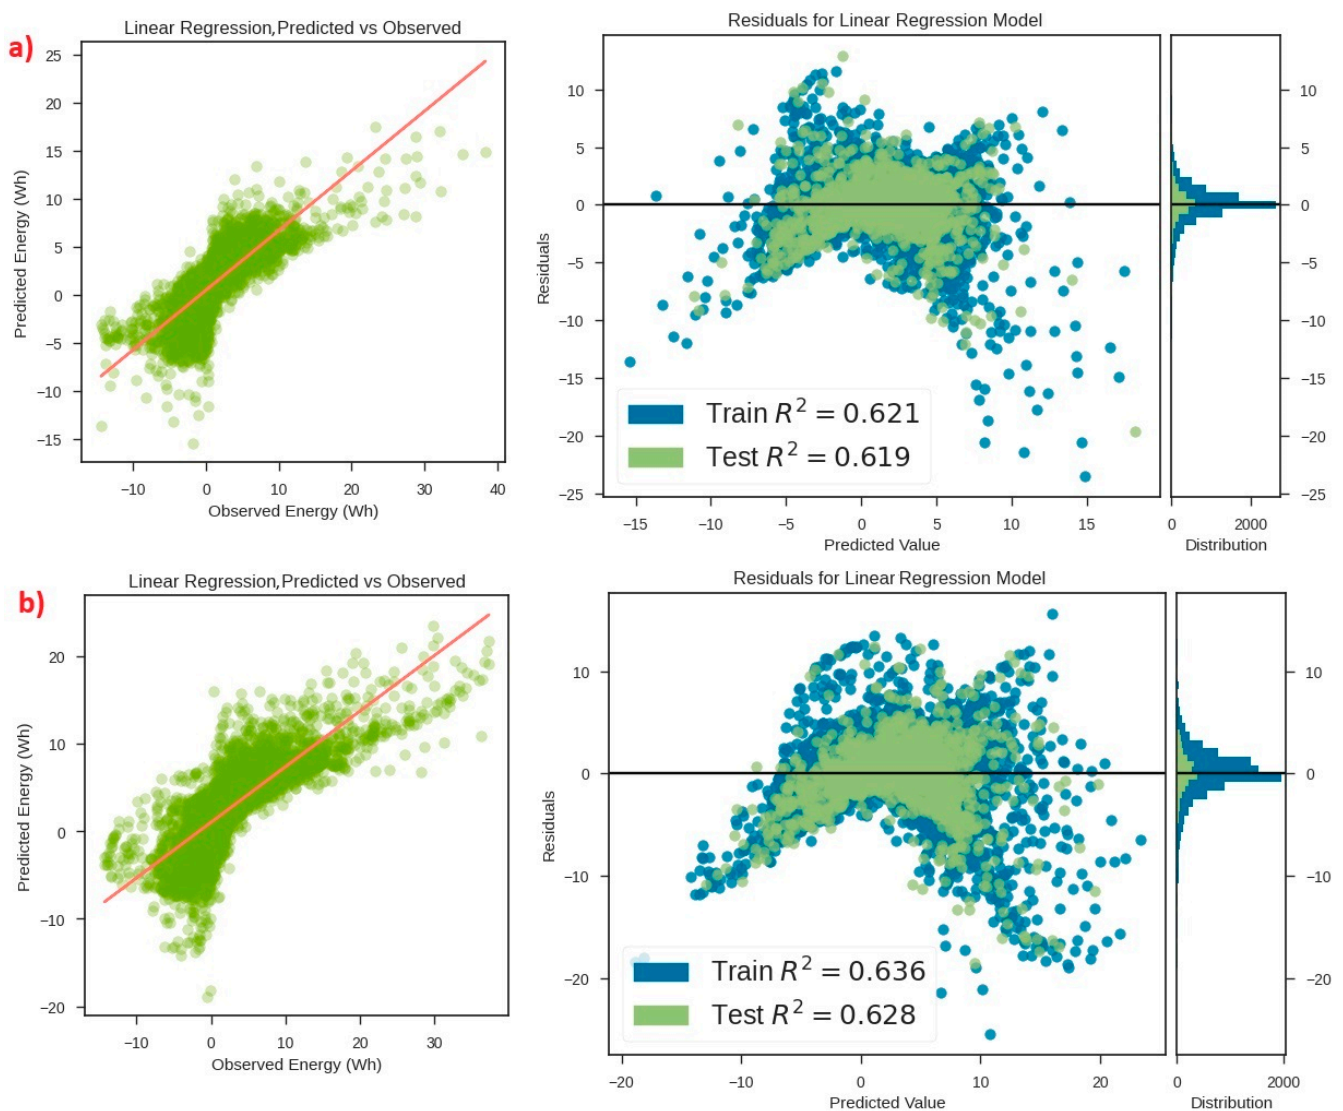 a)
Linear Regression,Predicted vs Observed
25
20
15
10
5
0
−5
−10
−15
Predicted Energy (Wh)
−10 0 10 20 30 40
Observed Energy (Wh)
Residuals for Linear Regression Model
10
5
0
−5
−10
−15
−20
−25
Residuals
Train R² = 0.621
Test R² = 0.619
−15 −10 −5 0 5 10 15
Predicted Value
10
5
0
−5
−10
−15
−20
−25
0 2000
Distribution
b)
Linear Regression,Predicted vs Observed
20
10
0
−10
−20
Predicted Energy (Wh)
−10 0 10 20 30
Observed Energy (Wh)
Residuals for Linear Regression Model
10
0
−10
−20
Residuals
Train R² = 0.636
Test R² = 0.628
−20 −10 0 10 20
Predicted Value
10
0
−10
−20
0 2000
Distribution